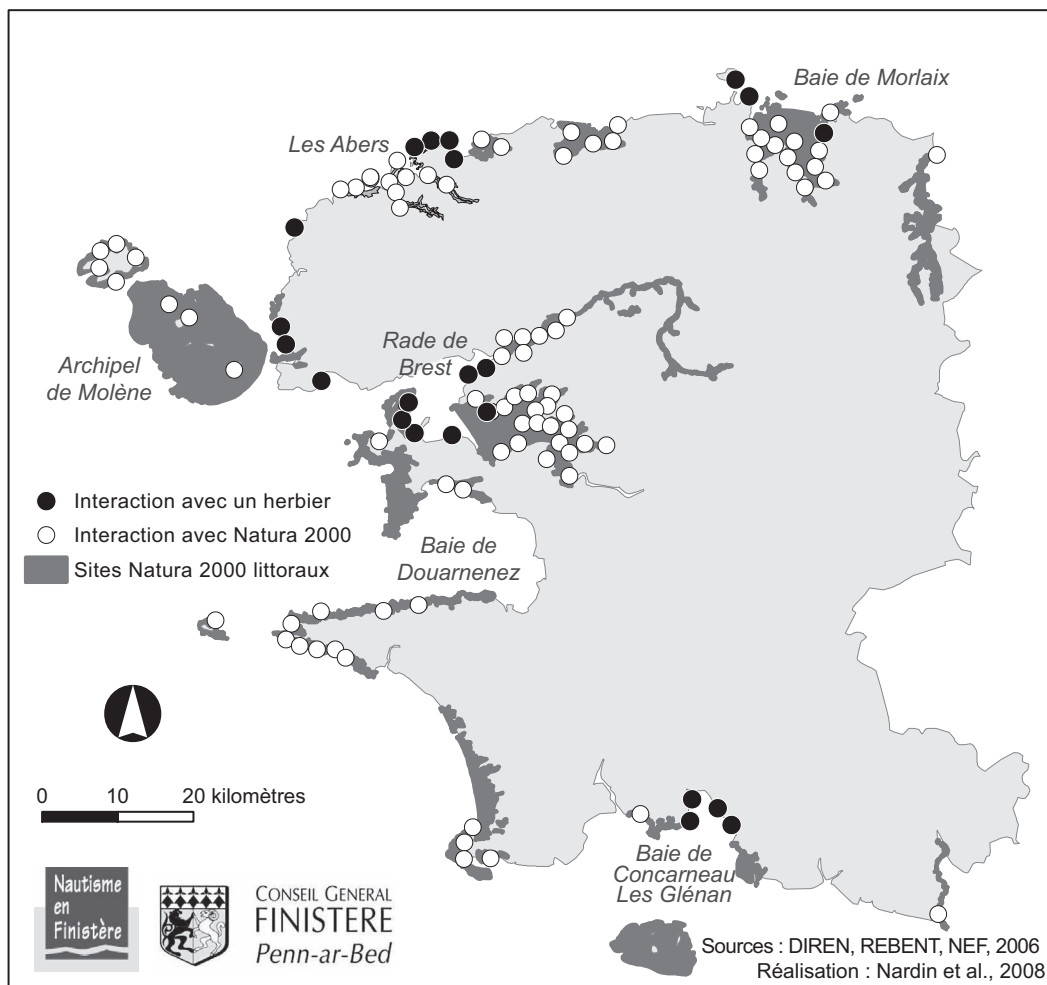 Baie de Morlaix
Les Abers
Rade de
Brest
Archipel
de Molène
Interaction avec un herbier
Interaction avec Natura 2000
Sites Natura 2000 littoraux
Baie de
Douarnenez
0 10 20 kilomètres
Baie de
Concarneau
Les Glénan
Nautisme
en
Finistère
CONSEIL GENERAL
FINISTERE
Penn-ar-Bed
Sources : DIREN, REBENT, NEF, 2006
Réalisation : Nardin et al., 2008